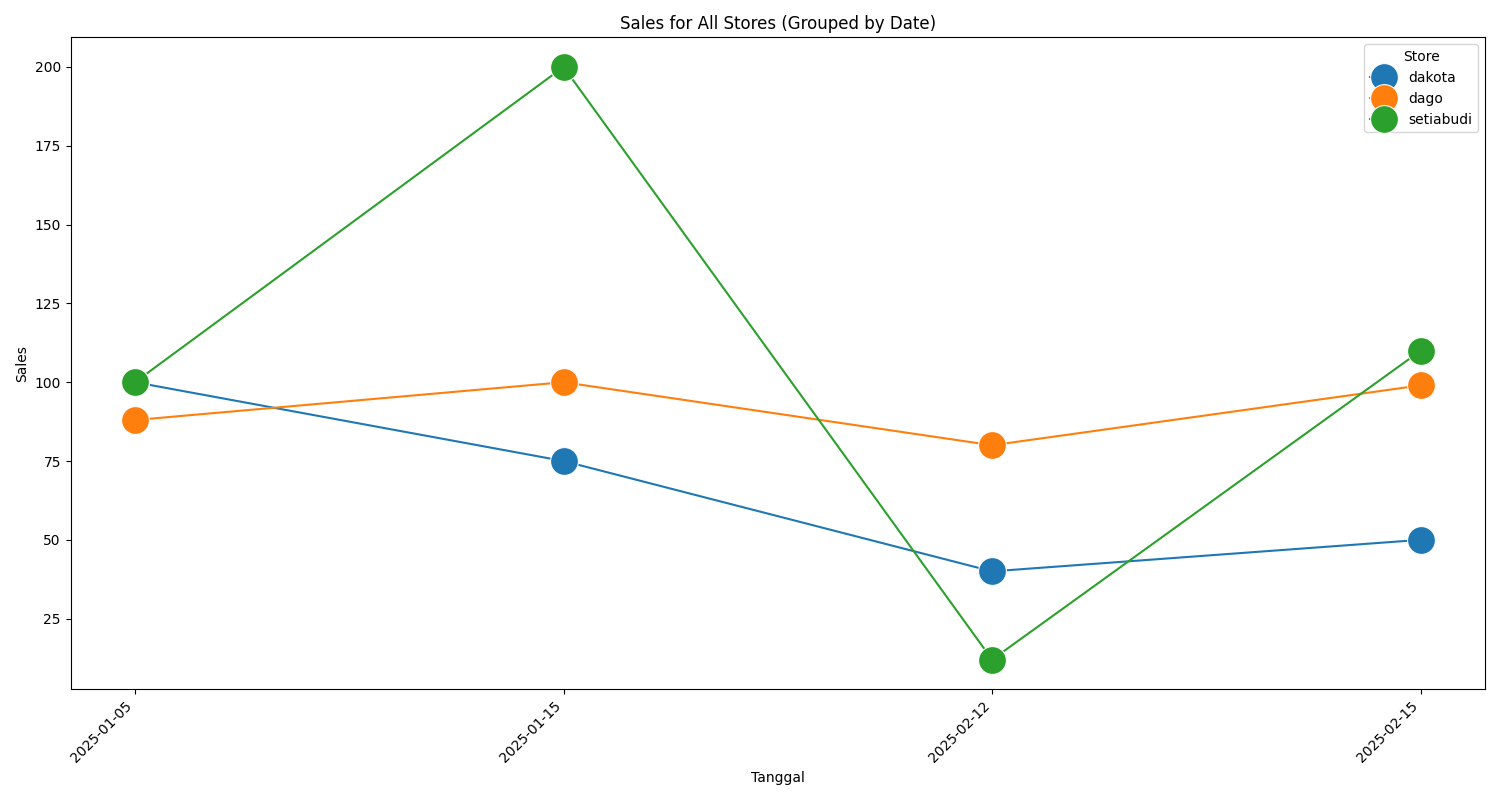 Sales for All Stores (Grouped by Date)
Store
dakota
dago
setiabudi
Sales
200
175
150
125
100
75
50
25
2025-01-05
2025-01-15
2025-02-12
2025-02-15
Tanggal